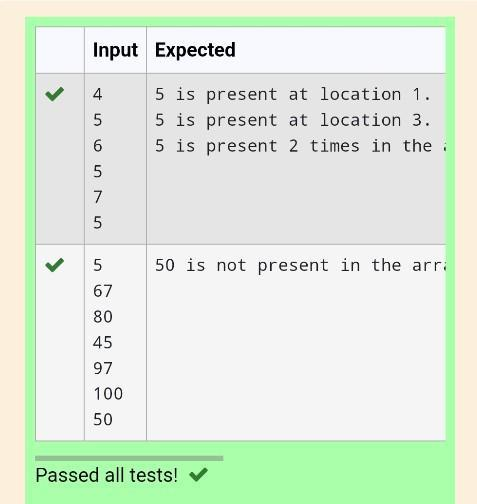 Input Expected
4 5 is present at location 1.
5 5 is present at location 3.
6 5 is present 2 times in the
5
7
5
5 50 is not present in the
67
80
45
97
100
50
Passed all tests!